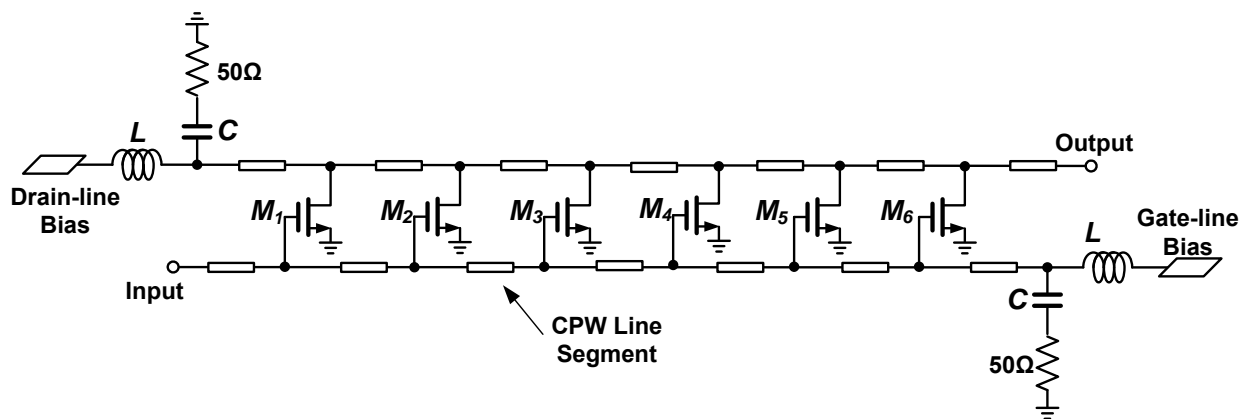 50Ω
C
L
Drain-line
Bias
Output
M1
M2
M3
M4
M5
M6
L
Gate-line
Bias
Input
C
CPW Line
Segment
50Ω